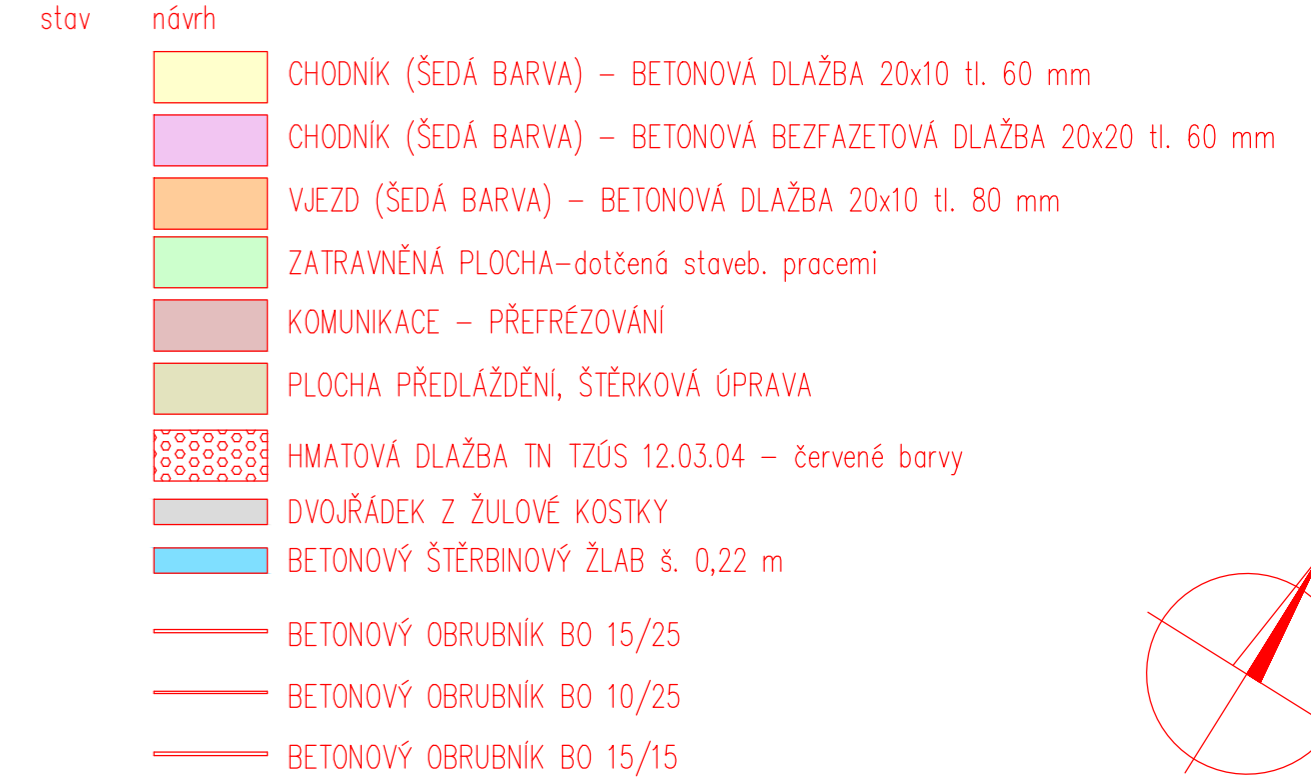 stav návrh
CHODNÍK (ŠEDÁ BARVA) – BETONOVÁ DLAŽBA 20x10 tl. 60 mm
CHODNÍK (ŠEDÁ BARVA) – BETONOVÁ BEZFAZETOVÁ DLAŽBA 20x20 tl. 60 mm
VJEZD (ŠEDÁ BARVA) – BETONOVÁ DLAŽBA 20x10 tl. 80 mm
ZATRAVNĚNÁ PLOCHA–dotčená staveb. pracemi
KOMUNIKACE – PŘEFRÉZOVÁNÍ
PLOCHA PŘEDLÁŽDĚNÍ, ŠTĚRKOVÁ ÚPRAVA
HMATOVÁ DLAŽBA TN TZÚS 12.03.04 – červené barvy
DVOJŘÁDEK Z ŽULOVÉ KOSTKY
BETONOVÝ ŠTĚRBINOVÝ ŽLAB š. 0,22 m
BETONOVÝ OBRUBNÍK BO 15/25
BETONOVÝ OBRUBNÍK BO 10/25
BETONOVÝ OBRUBNÍK BO 15/15